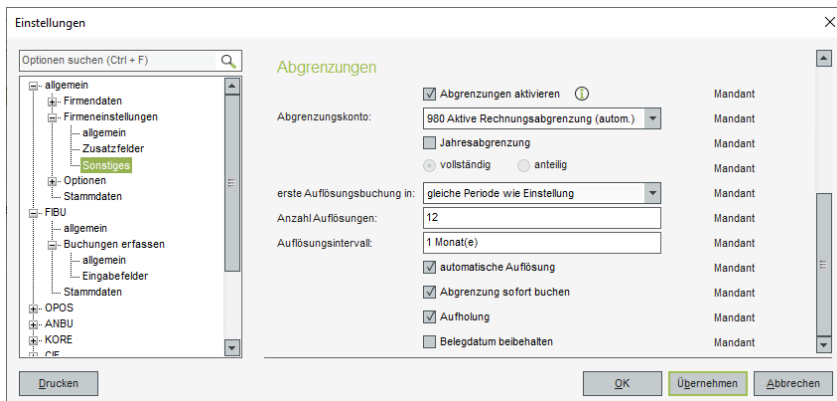 Einstellungen
Optionen suchen (Ctrl + F)
allgemein
Firmendaten
Firmeneinstellungen
allgemein
Zusatzfelder
Sonstiges
Optionen
Stammdaten
FIBU
allgemein
Buchungen erfassen
allgemein
Eingabefelder
Stammdaten
OPOS
ANBU
KORE
Abgrenzungen
Abgrenzungen aktivieren Mandant
Abgrenzungskonto: 980 Aktive Rechnungsabgrenzung (autom.) Mandant
Jahresabgrenzung Mandant
vollständig anteilig Mandant
erste Auflösungsbuchung in: gleiche Periode wie Einstellung Mandant
Anzahl Auflösungen: 12 Mandant
Auflösungsintervall: 1 Monat(e) Mandant
automatische Auflösung Mandant
Abgrenzung sofort buchen Mandant
Aufholung Mandant
Belegdatum beibehalten Mandant
Drucken OK Übernehmen Abbrechen